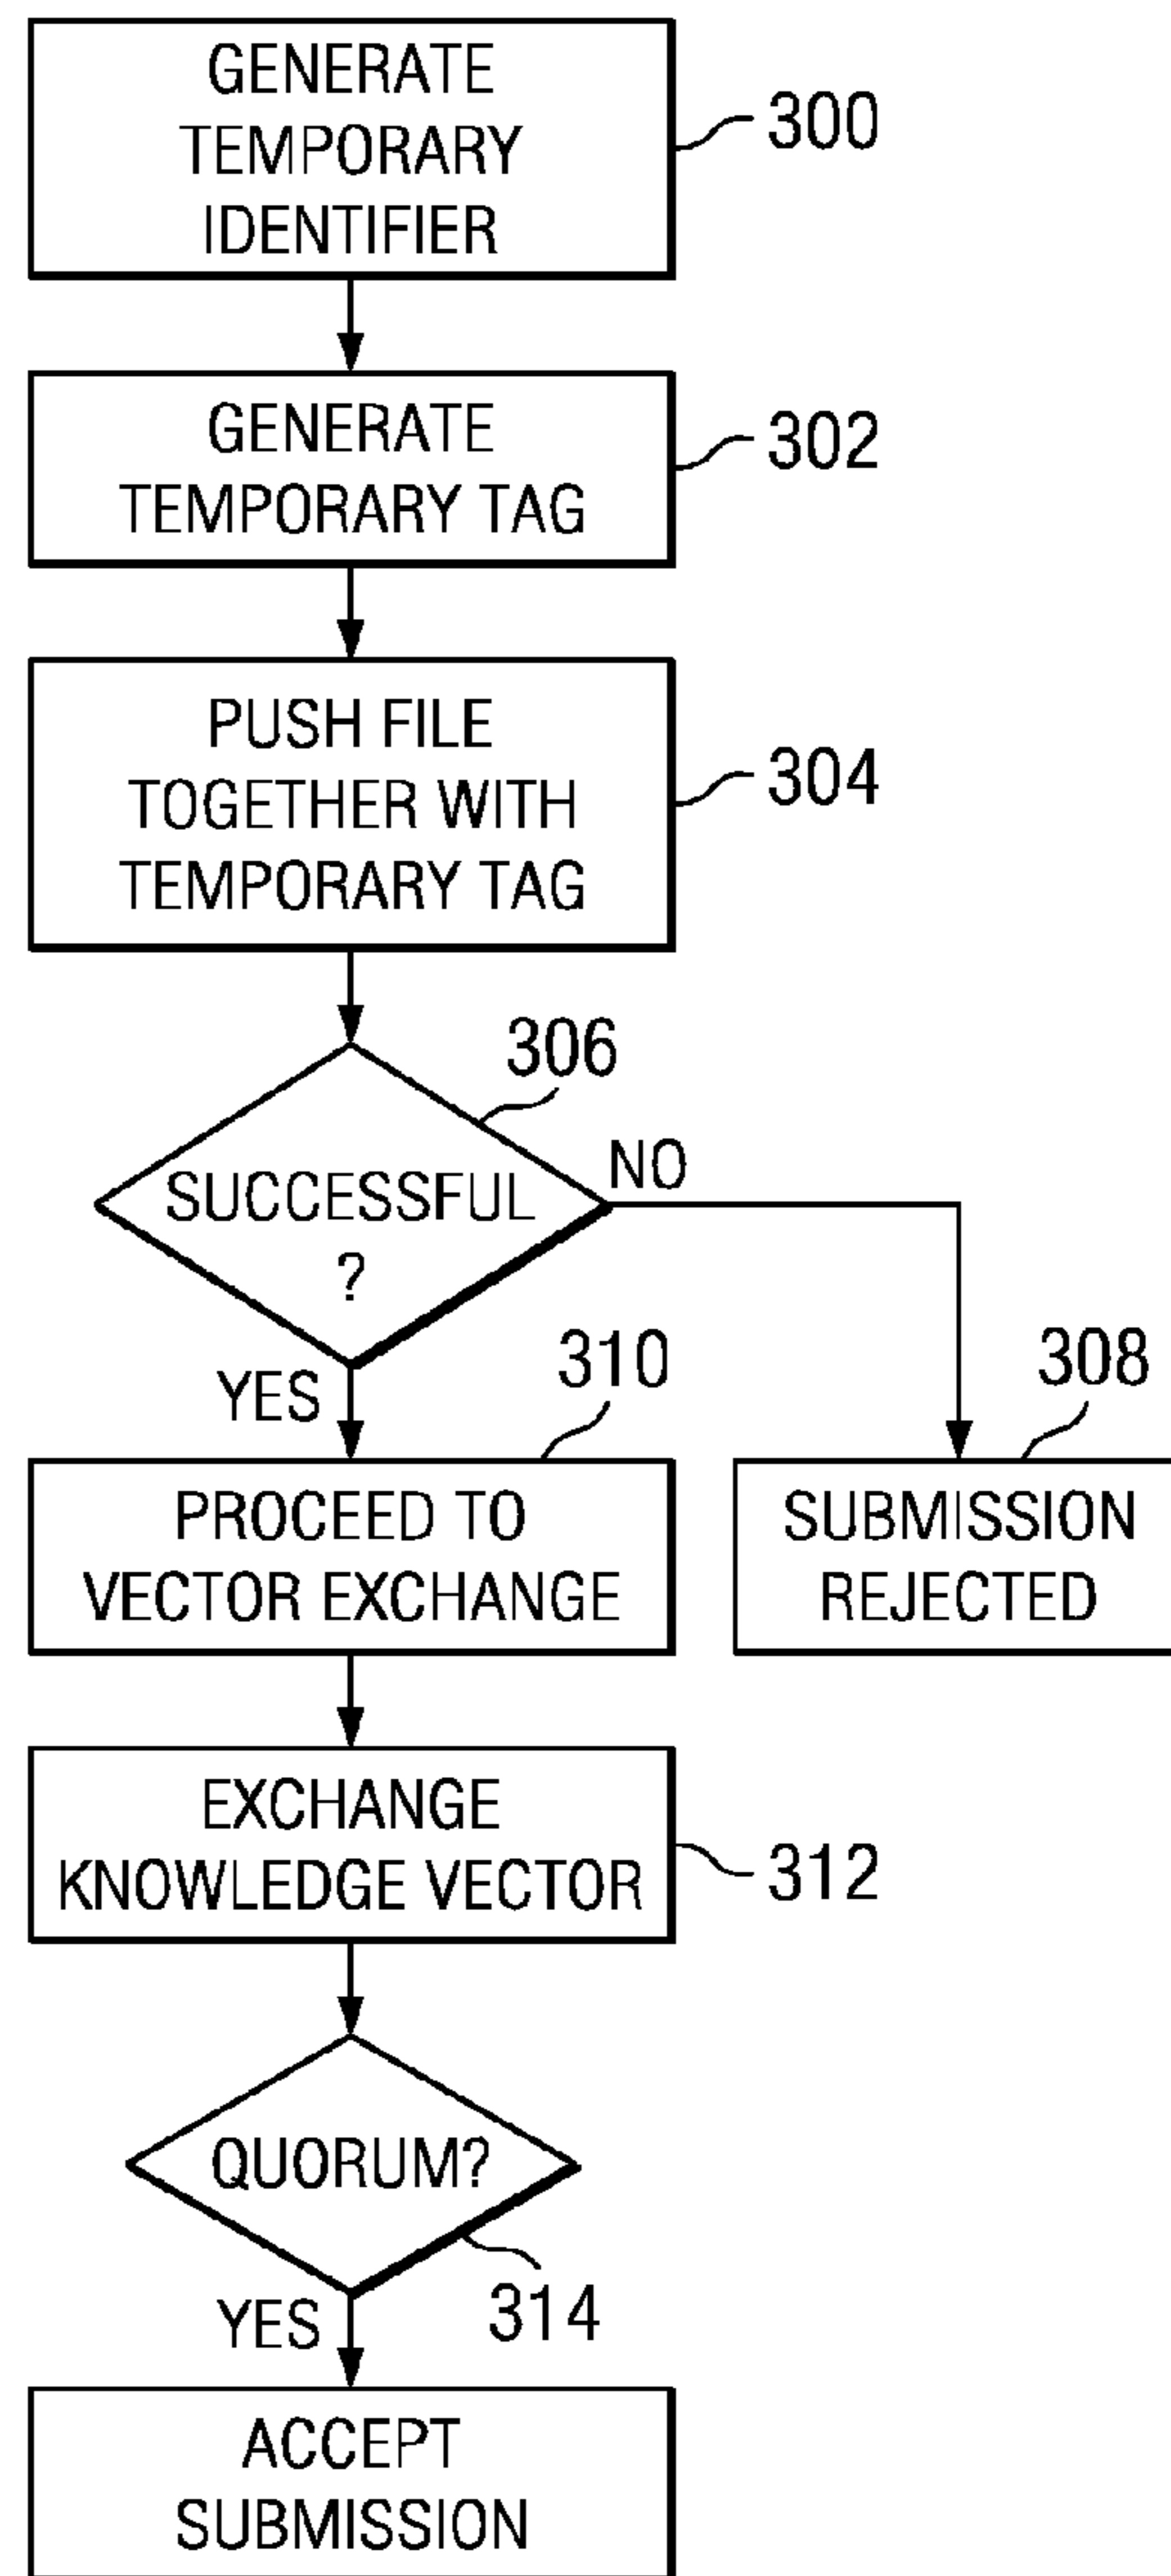 GENERATE
TEMPORARY
IDENTIFIER
300
GENERATE
TEMPORARY TAG
302
PUSH FILE
TOGETHER WITH
TEMPORARY TAG
304
306
SUCCESSFUL
?
NO
YES
310
308
PROCEED TO
VECTOR EXCHANGE
SUBMISSION
REJECTED
EXCHANGE
KNOWLEDGE VECTOR
312
QUORUM?
314
YES
ACCEPT
SUBMISSION